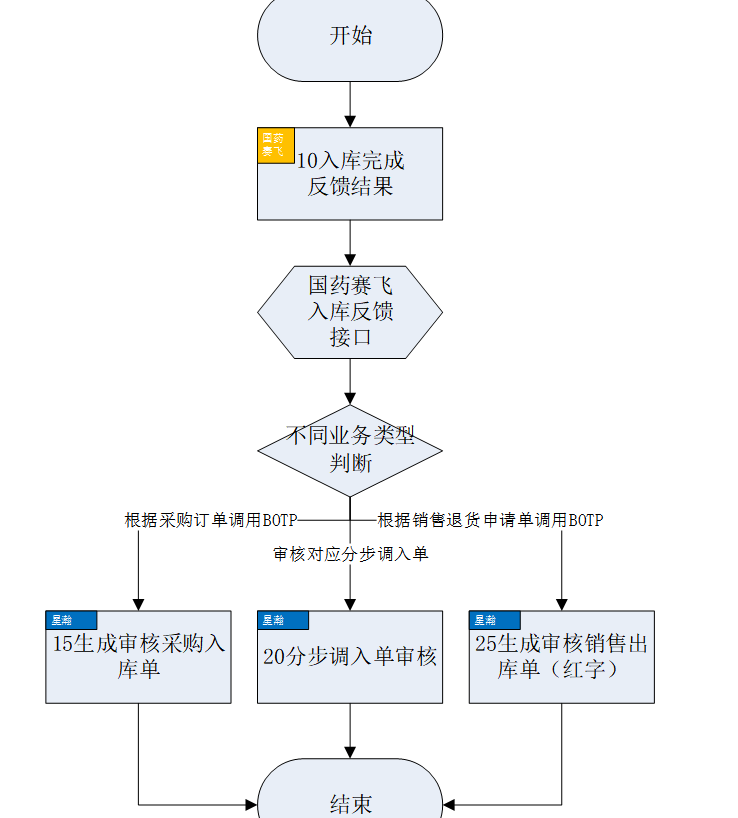 开始
国药
赛飞
10入库完成
反馈结果
国药赛飞
入库反馈
接口
不同业务类型
判断
根据采购订单调用BOTP
根据销售退货申请单调用BOTP
审核对应分步调入单
星瀚
15生成审核采购入
库单
星瀚
20分步调入单审核
星瀚
25生成审核销售出
库单（红字）
结束